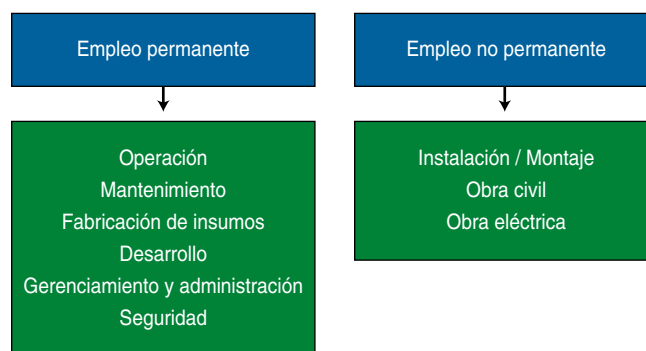 Empleo permanente
Operación
Mantenimiento
Fabricación de insumos
Desarrollo
Gerenciamiento y administración
Seguridad
Empleo no permanente
Instalación / Montaje
Obra civil
Obra eléctrica